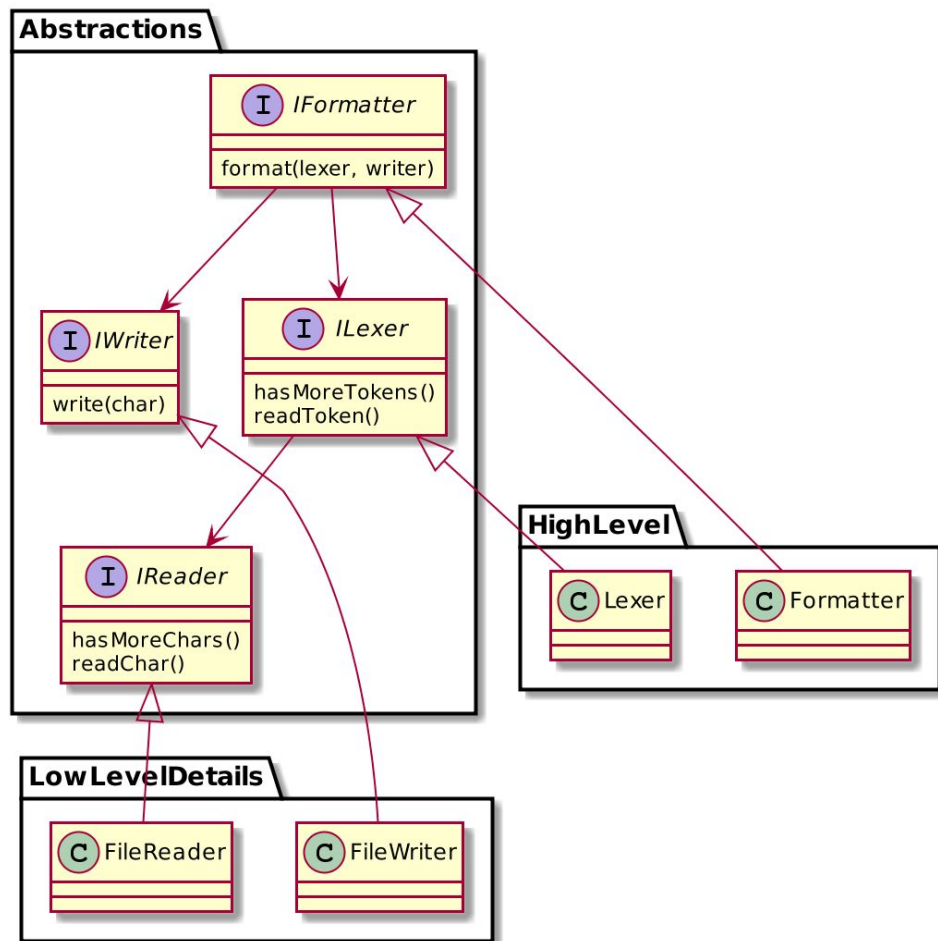 Abstractions
I IFormatter
format(lexer, writer)
I IWriter
write(char)
I ILexer
hasMoreTokens()
readToken()
I IReader
hasMoreChars()
readChar()
HighLevel
C Lexer
C Formatter
LowLevelDetails
C FileReader
C FileWriter